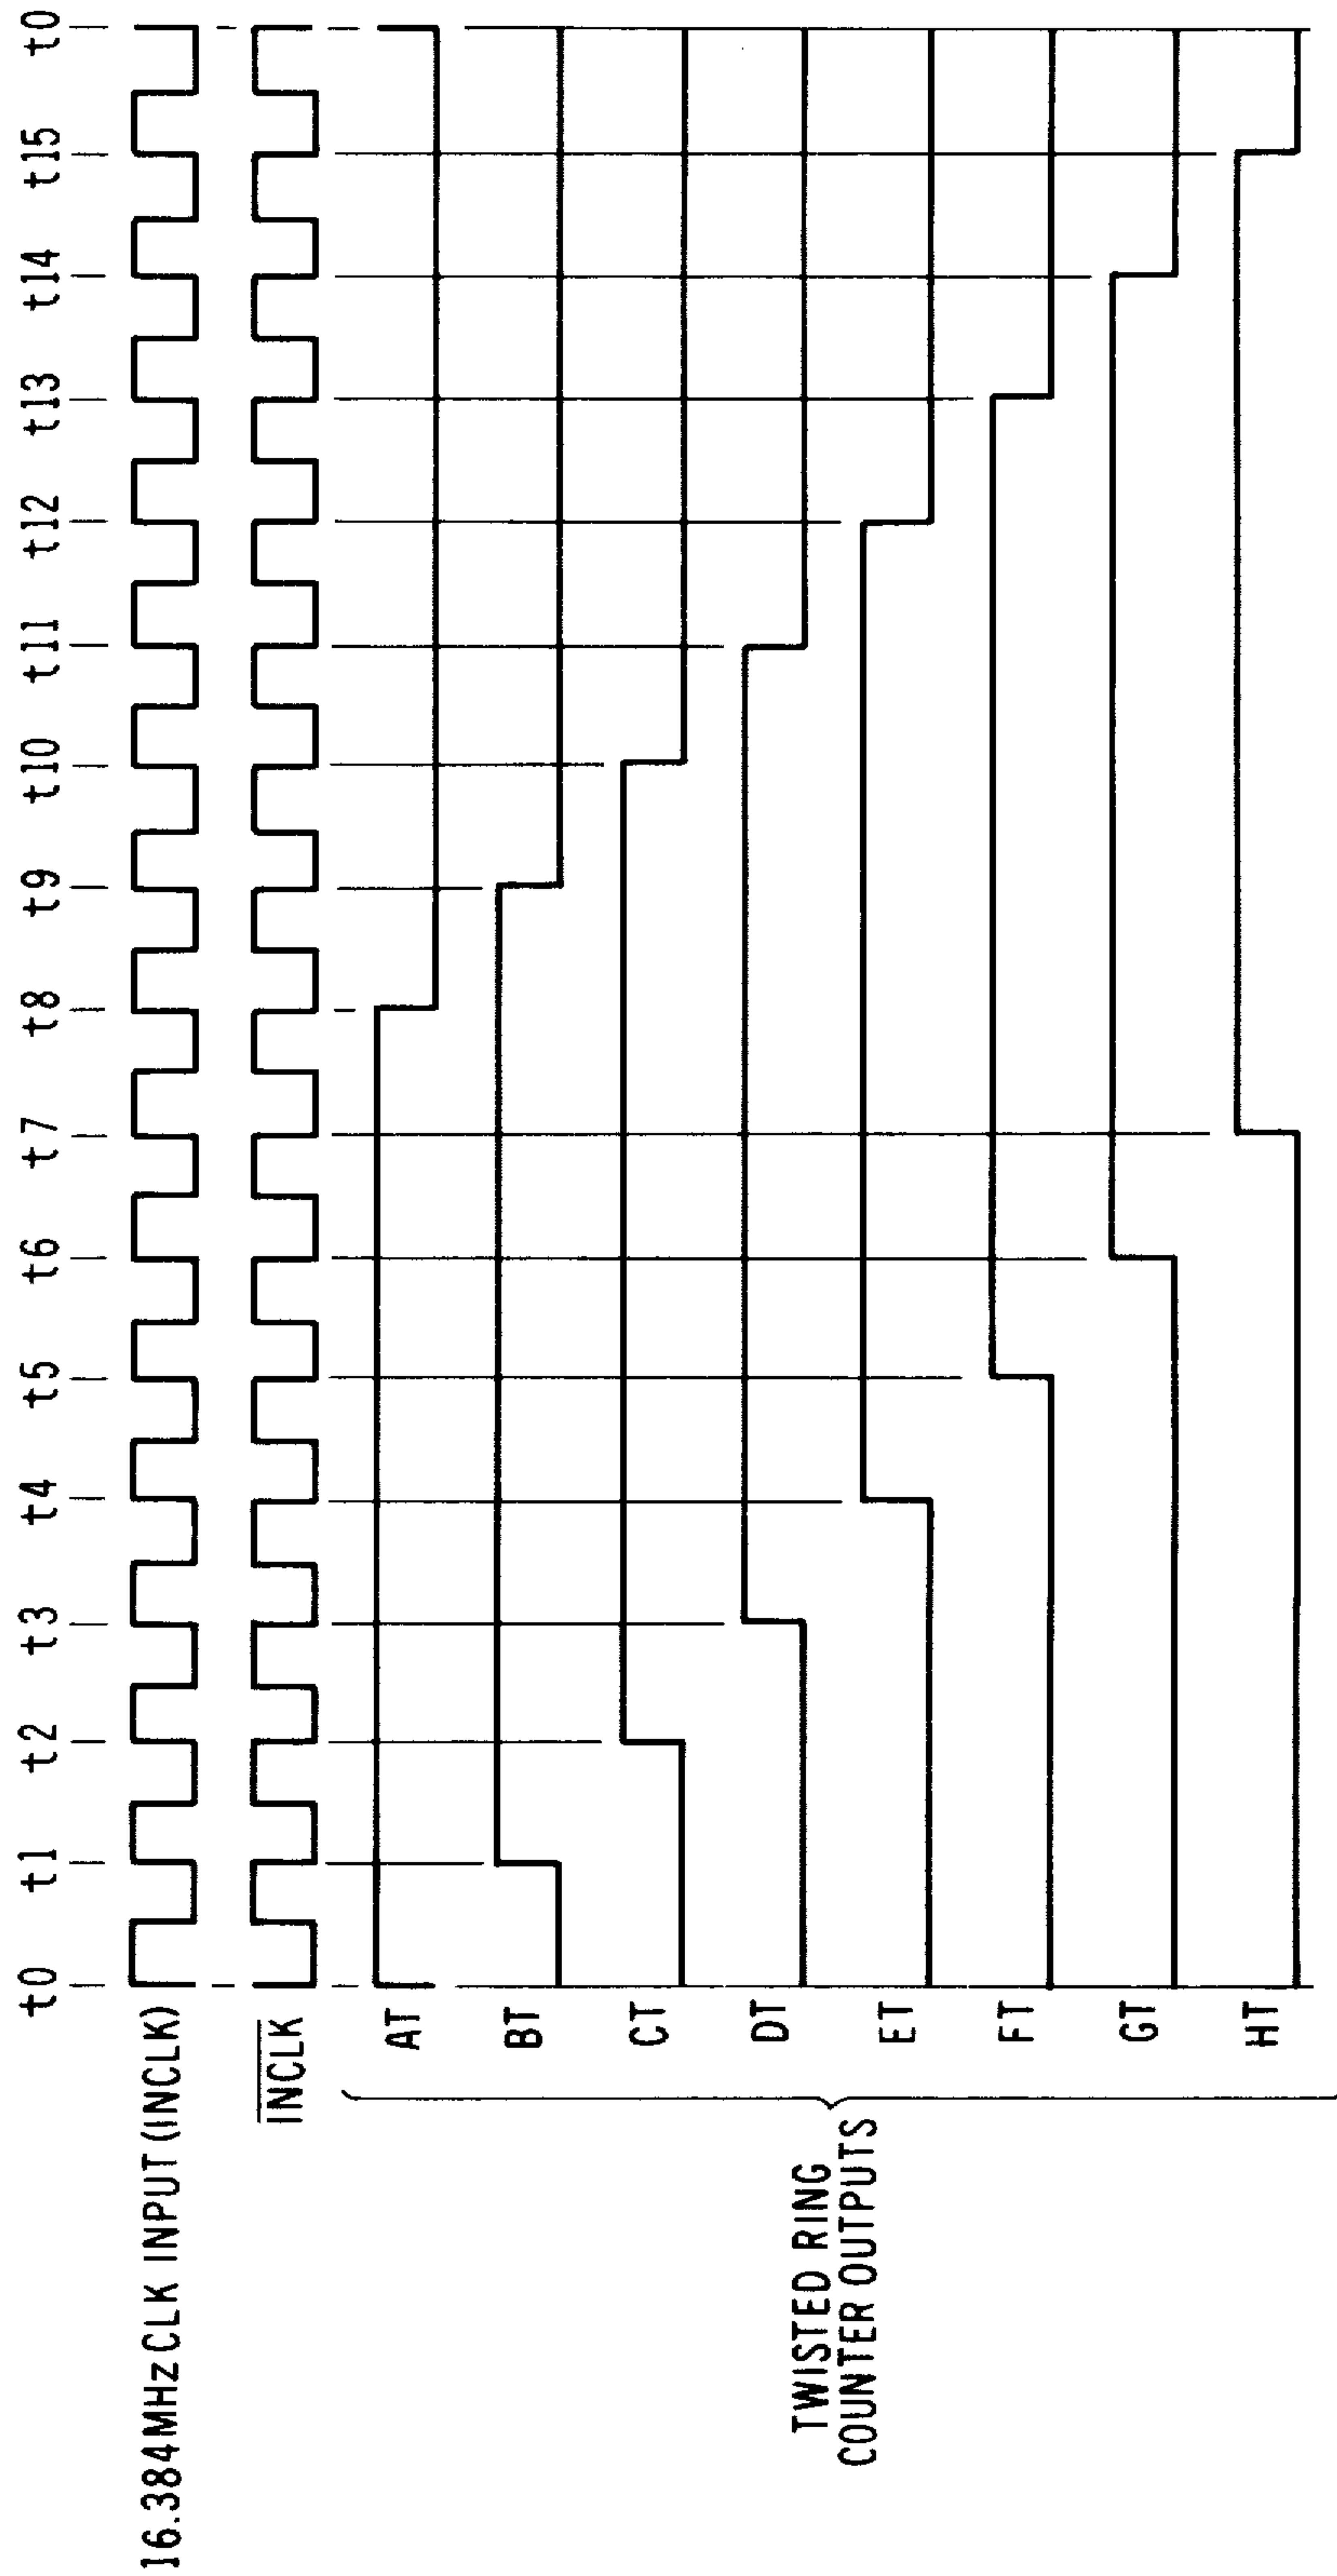 t0 t1 t2 t3 t4 t5 t6 t7 t8 t9 t10 t11 t12 t13 t14 t15 t0
16.384MHz CLK INPUT (INCLK)
INCLK
AT
BT
CT
DT
ET
FT
GT
HT
TWISTED RING
COUNTER OUTPUTS